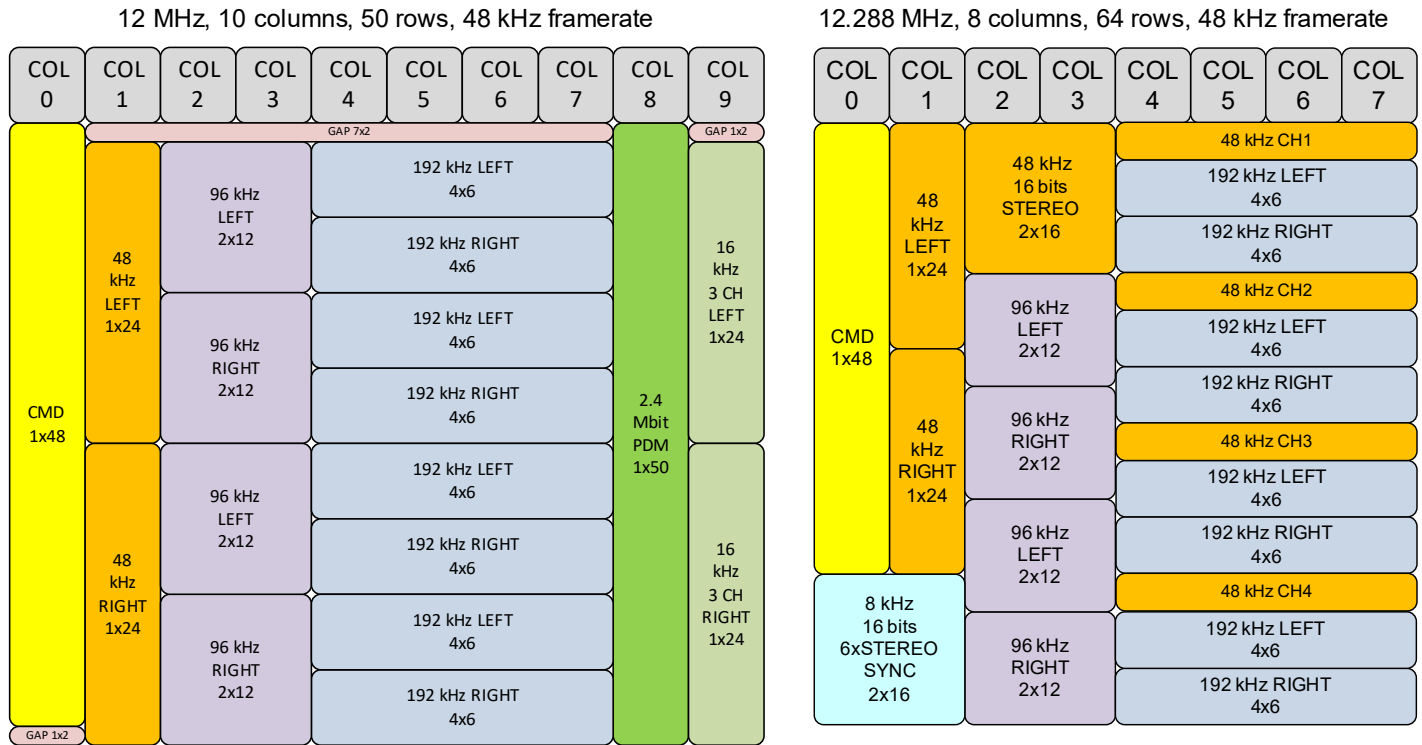 12 MHz, 10 columns, 50 rows, 48 kHz framerate
COL
0
COL
1
COL
2
COL
3
COL
4
COL
5
COL
6
COL
7
COL
8
COL
9
GAP 7x2
GAP 1x2
CMD
1x48
GAP 1x2
48
kHz
LEFT
1x24
48
kHz
RIGHT
1x24
96 kHz
LEFT
2x12
96 kHz
RIGHT
2x12
96 kHz
LEFT
2x12
96 kHz
RIGHT
2x12
192 kHz LEFT
4x6
192 kHz RIGHT
4x6
192 kHz LEFT
4x6
192 kHz RIGHT
4x6
192 kHz LEFT
4x6
192 kHz RIGHT
4x6
192 kHz LEFT
4x6
192 kHz RIGHT
4x6
2.4
Mbit
PDM
1x50
16
kHz
3 CH
LEFT
1x24
16
kHz
3 CH
RIGHT
1x24
12.288 MHz, 8 columns, 64 rows, 48 kHz framerate
COL
0
COL
1
COL
2
COL
3
COL
4
COL
5
COL
6
COL
7
CMD
1x48
8 kHz
16 bits
6xSTEREO
SYNC
2x16
48
kHz
LEFT
1x24
48
kHz
RIGHT
1x24
48 kHz
16 bits
STEREO
2x16
96 kHz
LEFT
2x12
96 kHz
RIGHT
2x12
96 kHz
LEFT
2x12
96 kHz
RIGHT
2x12
48 kHz CH1
192 kHz LEFT
4x6
192 kHz RIGHT
4x6
48 kHz CH2
192 kHz LEFT
4x6
192 kHz RIGHT
4x6
48 kHz CH3
192 kHz LEFT
4x6
192 kHz RIGHT
4x6
48 kHz CH4
192 kHz LEFT
4x6
192 kHz RIGHT
4x6